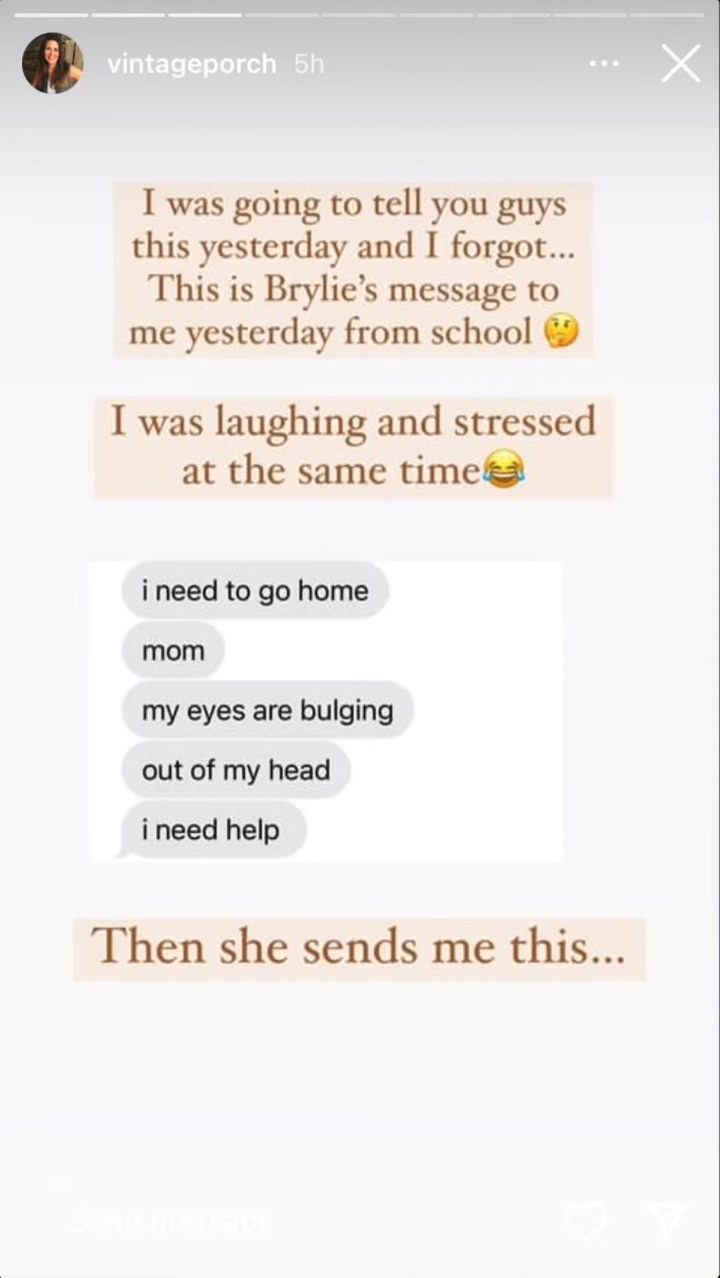 vintageporch 5h
I was going to tell you guys
this yesterday and I forgot...
This is Brylie's message to
me yesterday from school 🤔
I was laughing and stressed
at the same time😂
i need to go home
mom
my eyes are bulging
out of my head
i need help
Then she sends me this...
Send message